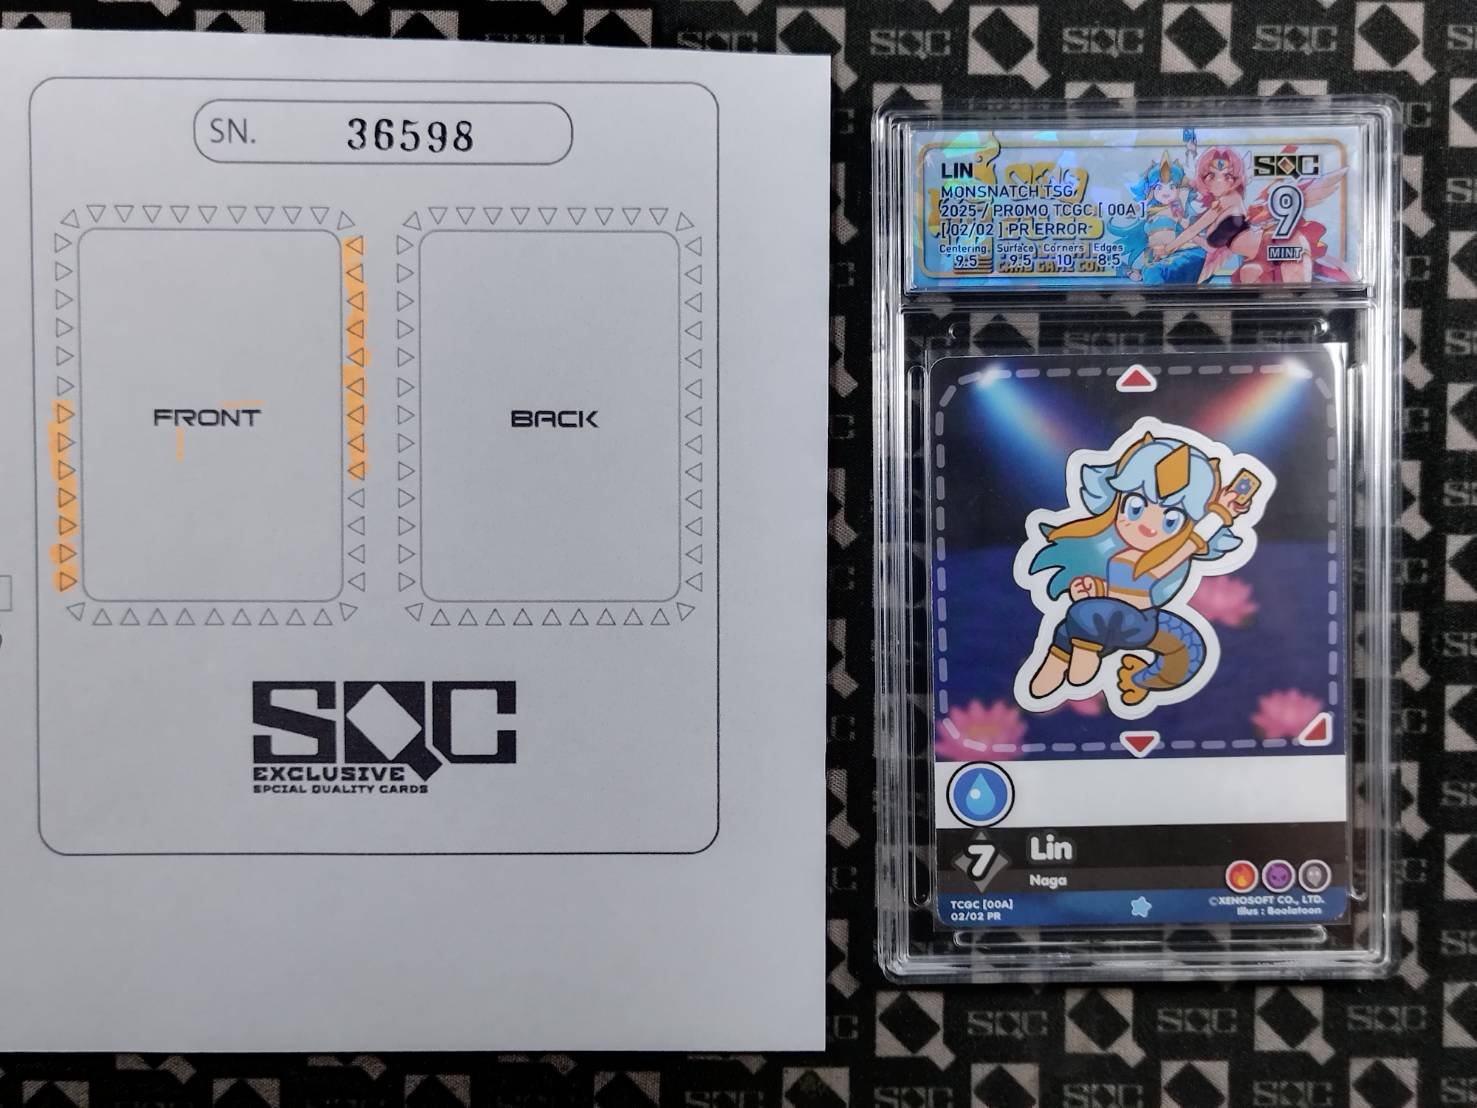 SN. 36598
FRONT
BACK
SQC
EXCLUSIVE
SPCIAL QUALITY CARDS
LIN
MONSNATCH TSG
2025 / PROMO TCGC [ 00A ]
[ 02/02 ] PR ERROR
Centering Surface Corners Edges
9.5 9.5 10 8.5
SQC
9
MINT
7
Lin
Naga
TCGC [00A]
02/02 PR
©XENOSOFT CO., LTD.
Illus : Boolatoon